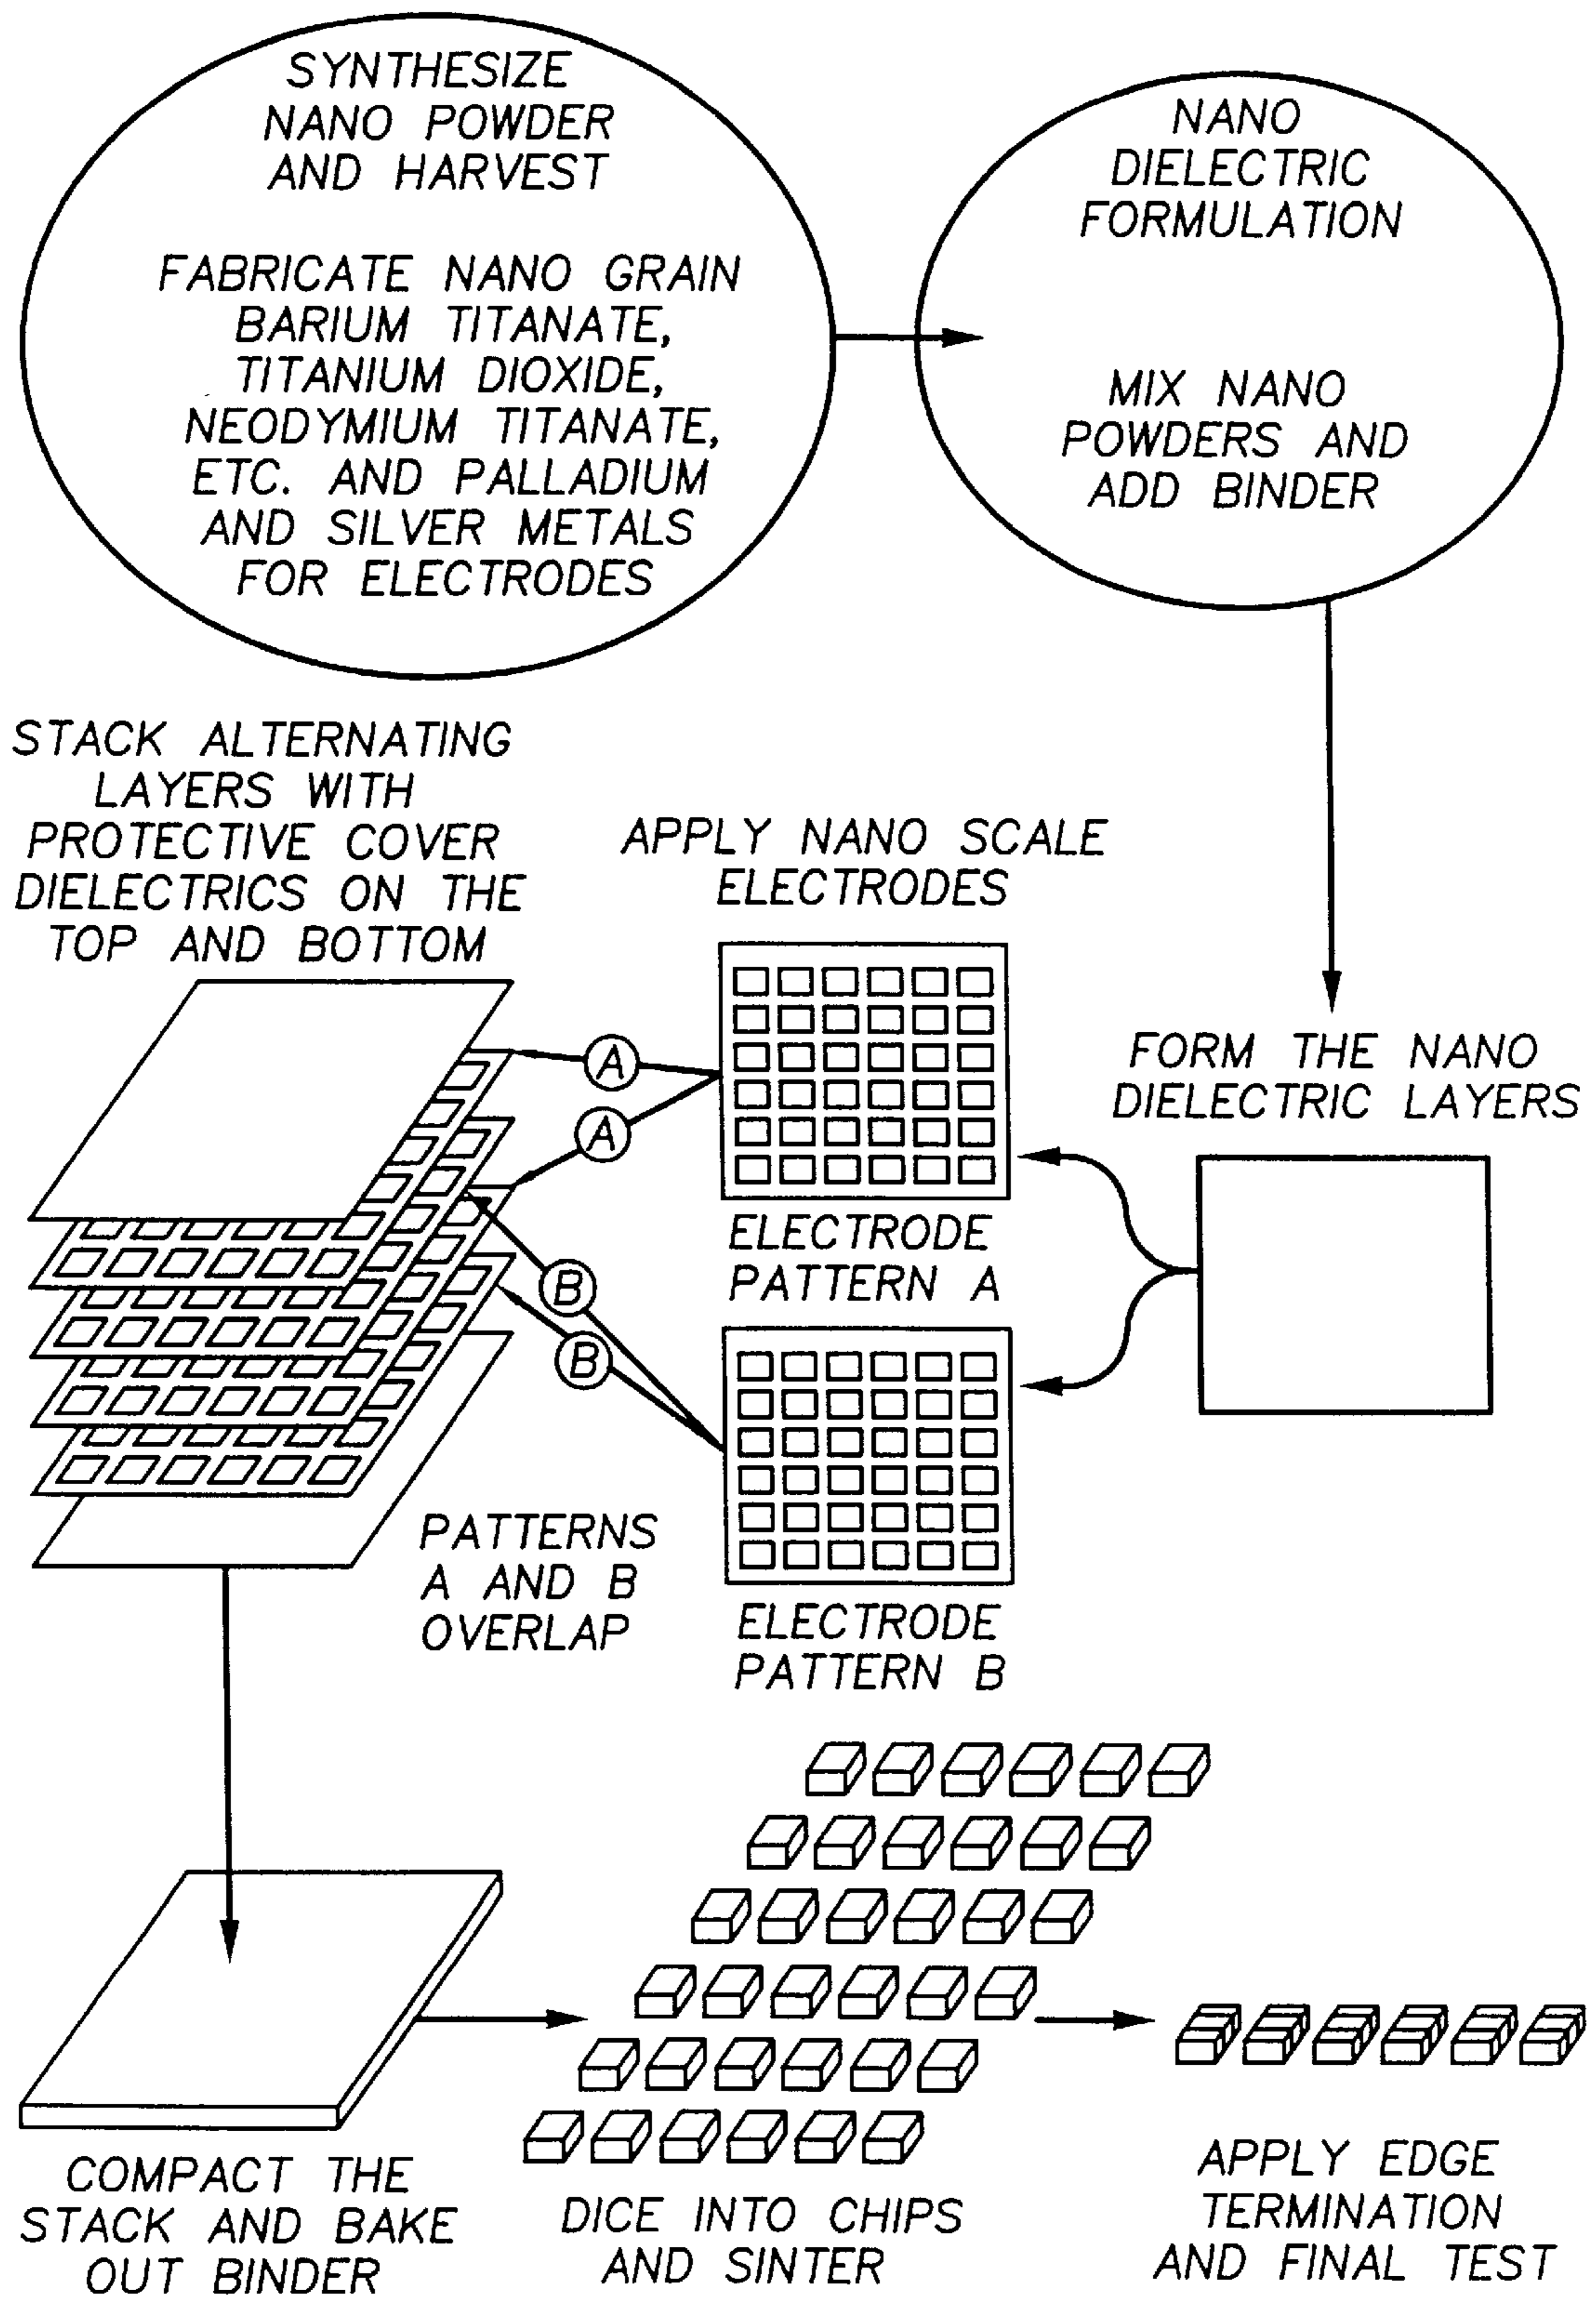 SYNTHESIZE
NANO POWDER
AND HARVEST
FABRICATE NANO GRAIN
BARIUM TITANATE,
TITANIUM DIOXIDE,
NEODYMIUM TITANATE,
ETC. AND PALLADIUM
AND SILVER METALS
FOR ELECTRODES
NANO
DIELECTRIC
FORMULATION
MIX NANO
POWDERS AND
ADD BINDER
STACK ALTERNATING
LAYERS WITH
PROTECTIVE COVER
DIELECTRICS ON THE
TOP AND BOTTOM
APPLY NANO SCALE
ELECTRODES
FORM THE NANO
DIELECTRIC LAYERS
A
A
B
B
ELECTRODE
PATTERN A
PATTERNS
A AND B
OVERLAP
ELECTRODE
PATTERN B
COMPACT THE
STACK AND BAKE
OUT BINDER
DICE INTO CHIPS
AND SINTER
APPLY EDGE
TERMINATION
AND FINAL TEST